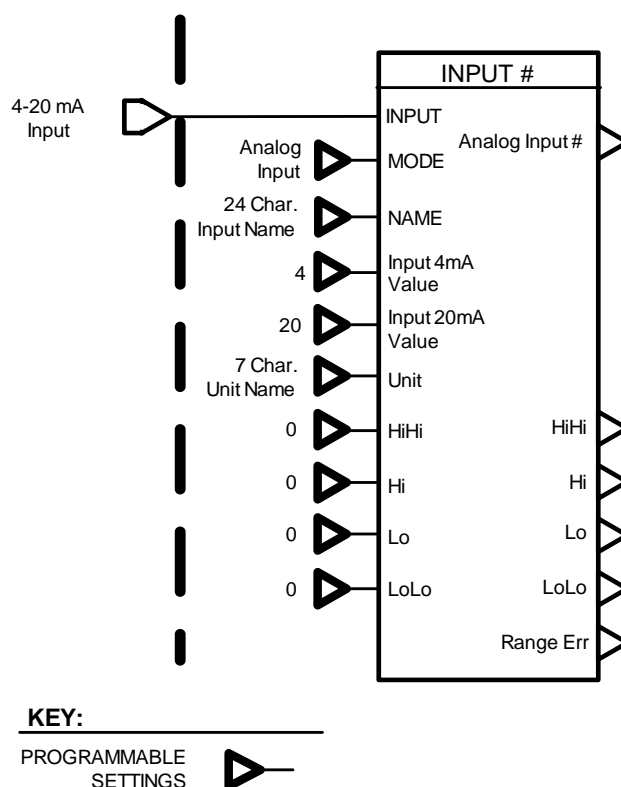 INPUT #
4-20 mA
Input
INPUT
Analog Input #
Analog
Input
MODE
24 Char.
Input Name
NAME
4
Input 4mA
Value
20
Input 20mA
Value
7 Char.
Unit Name
Unit
0
HiHi
HiHi
0
Hi
Hi
0
Lo
Lo
0
LoLo
LoLo
Range Err
KEY:
PROGRAMMABLE
SETTINGS